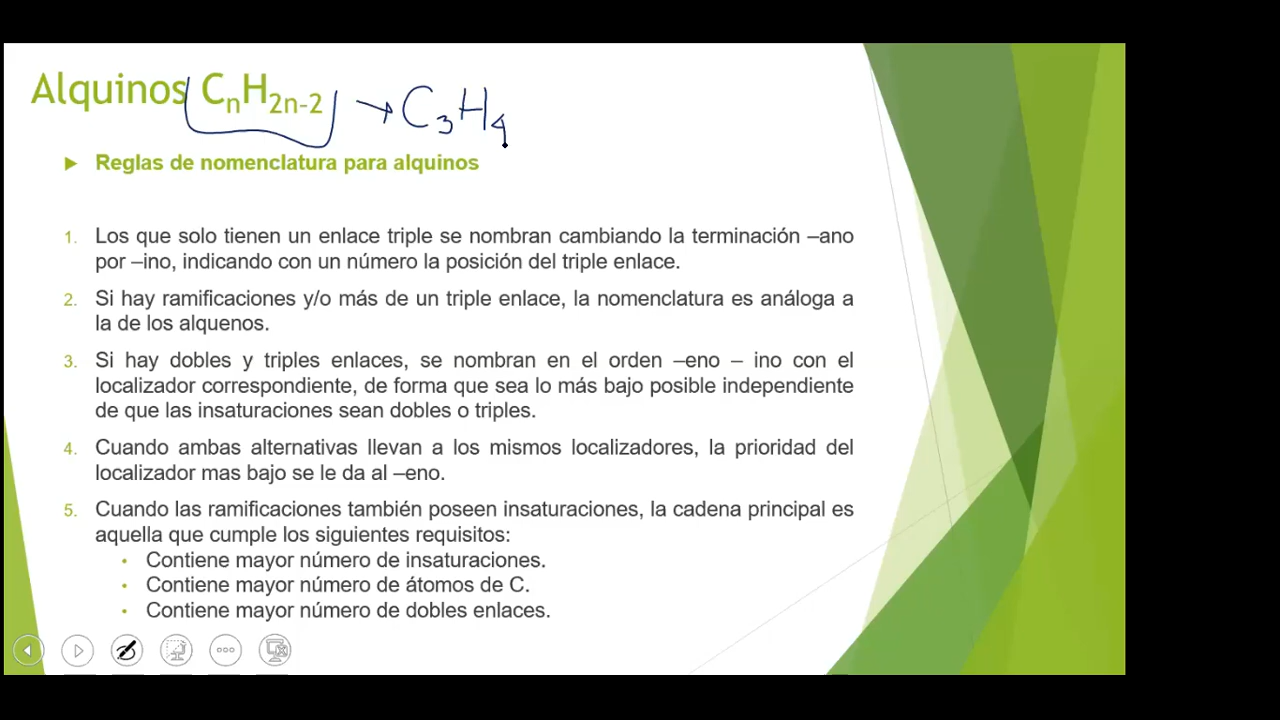 Alquinos CnH2n-2 → C3H4
▶ Reglas de nomenclatura para alquinos
1. Los que solo tienen un enlace triple se nombran cambiando la terminación –ano
por –ino, indicando con un número la posición del triple enlace.
2. Si hay ramificaciones y/o más de un triple enlace, la nomenclatura es análoga a
la de los alquenos.
3. Si hay dobles y triples enlaces, se nombran en el orden –eno – ino con el
localizador correspondiente, de forma que sea lo más bajo posible independiente
de que las insaturaciones sean dobles o triples.
4. Cuando ambas alternativas llevan a los mismos localizadores, la prioridad del
localizador mas bajo se le da al –eno.
5. Cuando las ramificaciones también poseen insaturaciones, la cadena principal es
aquella que cumple los siguientes requisitos:
• Contiene mayor número de insaturaciones.
• Contiene mayor número de átomos de C.
• Contiene mayor número de dobles enlaces.